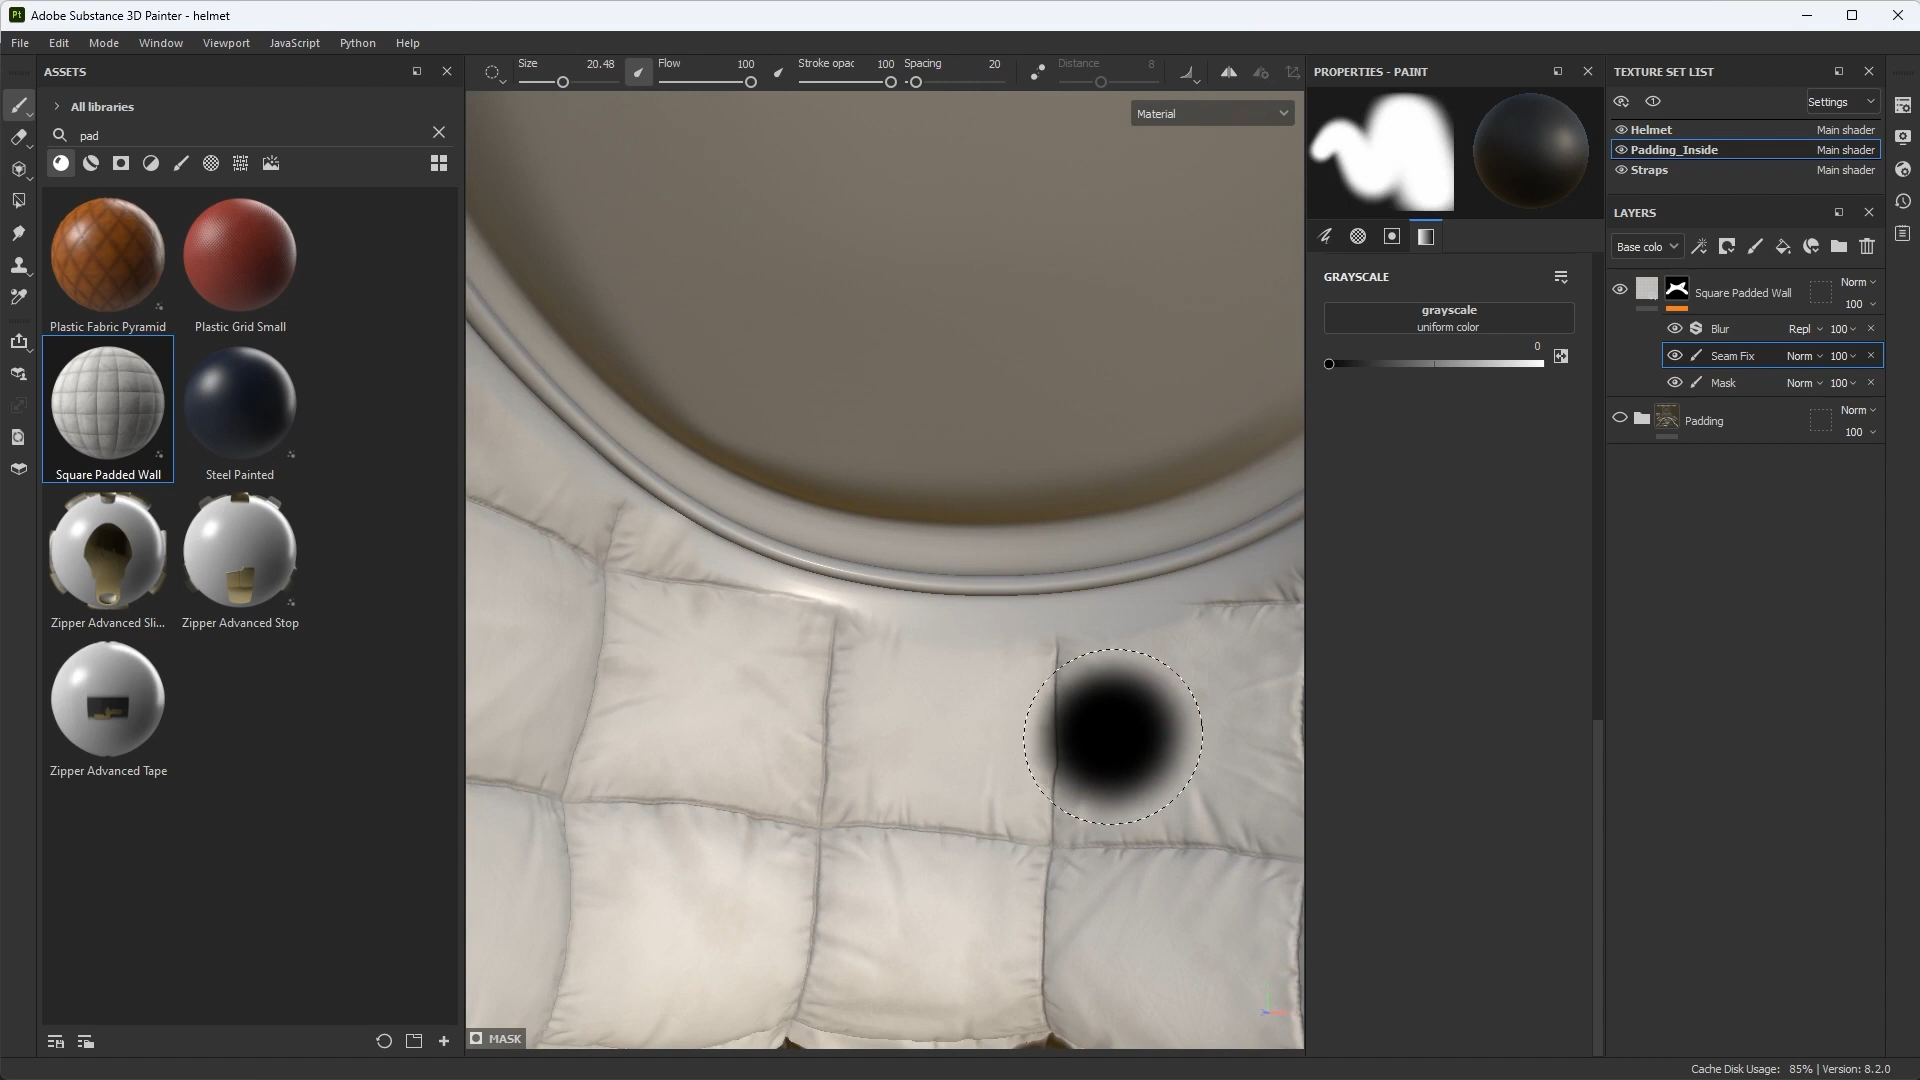 Pt Adobe Substance 3D Painter - helmet
File Edit Mode Window Viewport JavaScript Python Help
ASSETS
All libraries
pad
Plastic Fabric Pyramid
Plastic Grid Small
Square Padded Wall
Steel Painted
Zipper Advanced Sli...
Zipper Advanced Stop
Zipper Advanced Tape
Size 20.48
Flow 100
Stroke opac 100
Spacing 20
Distance 8
Material
MASK
PROPERTIES - PAINT
GRAYSCALE
grayscale
uniform color
0
TEXTURE SET LIST
Settings
Helmet Main shader
Padding_Inside Main shader
Straps Main shader
LAYERS
Base colo
Square Padded Wall Norm
100
Blur Repl 100
Seam Fix Norm 100
Mask Norm 100
Padding Norm
100
Cache Disk Usage: 85% | Version: 8.2.0